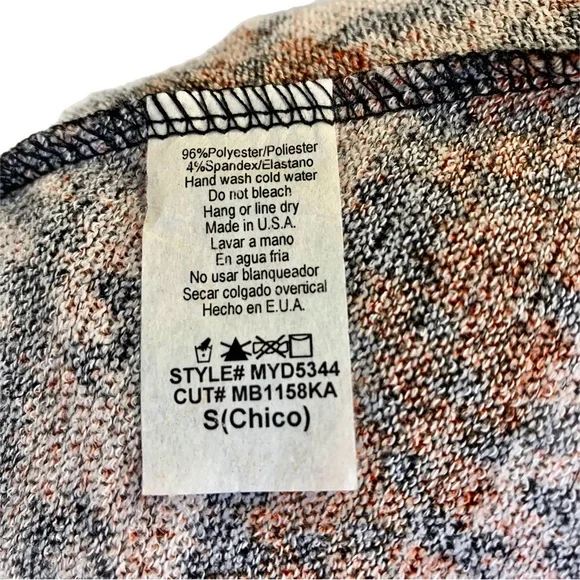 96%Polyester/Poliester
4%Spandex/Elastano
Hand wash cold water
Do not bleach
Hang or line dry
Made in U.S.A.
Lavar a mano
En agua fria
No usar blanqueador
Secar colgado overtical
Hecho en E.U.A.
STYLE# MYD5344
CUT# MB1158KA
S(Chico)